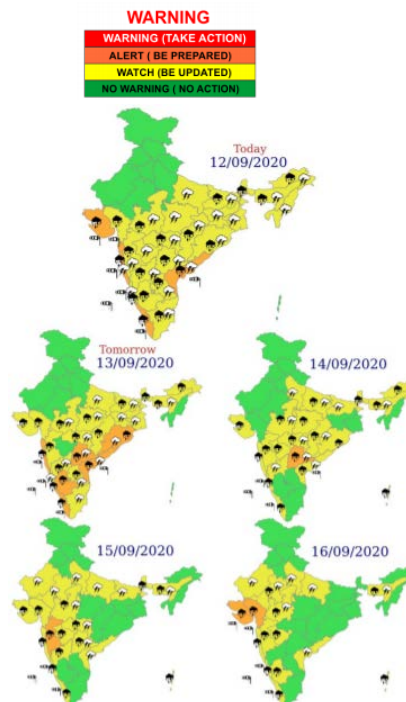 WARNING
WARNING (TAKE ACTION)
ALERT ( BE PREPARED)
WATCH (BE UPDATED)
NO WARNING ( NO ACTION)
Today
12/09/2020
Tomorrow
13/09/2020
14/09/2020
15/09/2020
16/09/2020